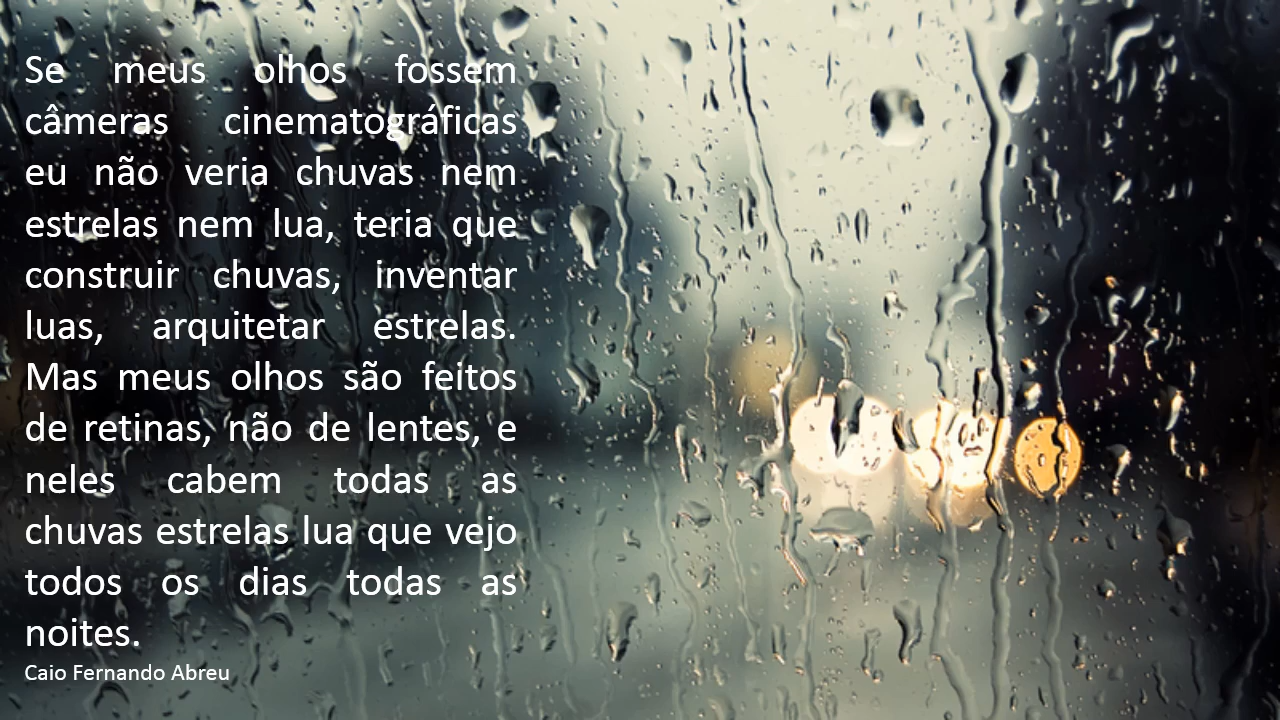 Se meus olhos fossem
câmeras cinematográficas
eu não veria chuvas nem
estrelas nem lua, teria que
construir chuvas, inventar
luas, arquitetar estrelas.
Mas meus olhos são feitos
de retinas, não de lentes, e
neles cabem todas as
chuvas estrelas lua que vejo
todos os dias todas as
noites.
Caio Fernando Abreu